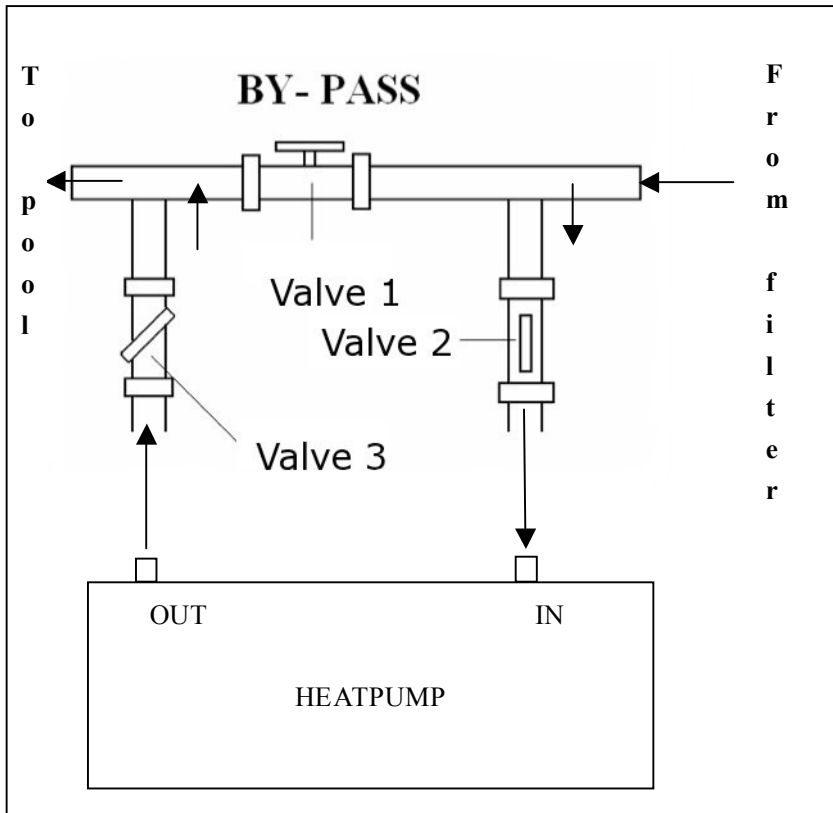 To pool
BY- PASS
From filter
Valve 1
Valve 2
Valve 3
OUT
IN
HEATPUMP